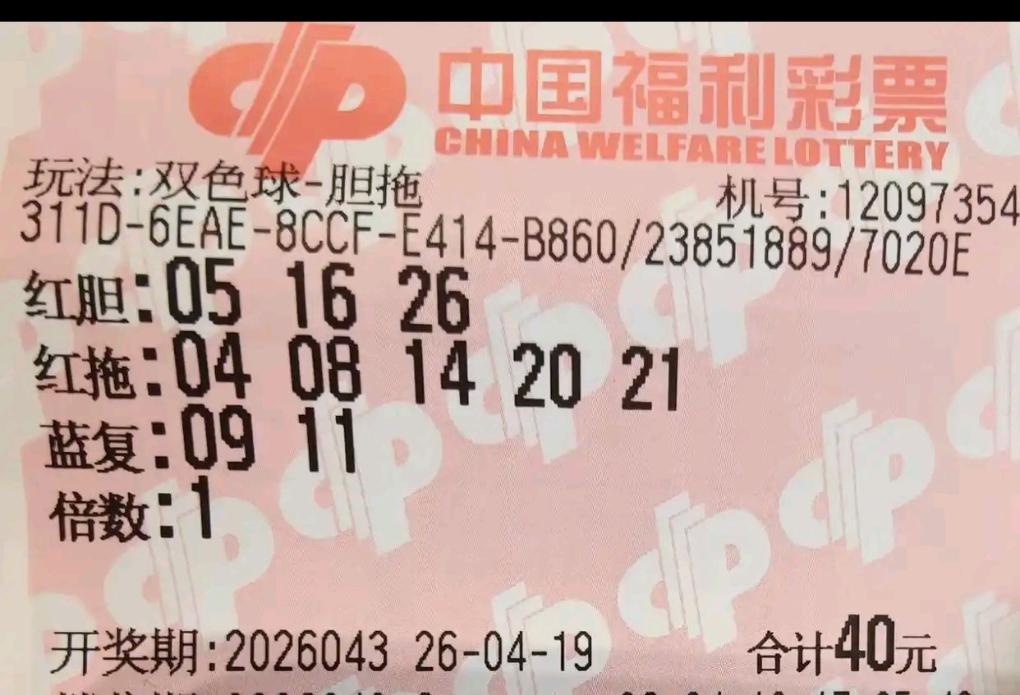 中国福利彩票
CHINA WELFARE LOTTERY
玩法:双色球-胆拖 机号:12097354
311D-6EAE-8CCF-E414-B860/23851889/7020E
红胆:05 16 26
红拖:04 08 14 20 21
蓝复:09 11
倍数:1
开奖期:2026043 26-04-19 合计40元